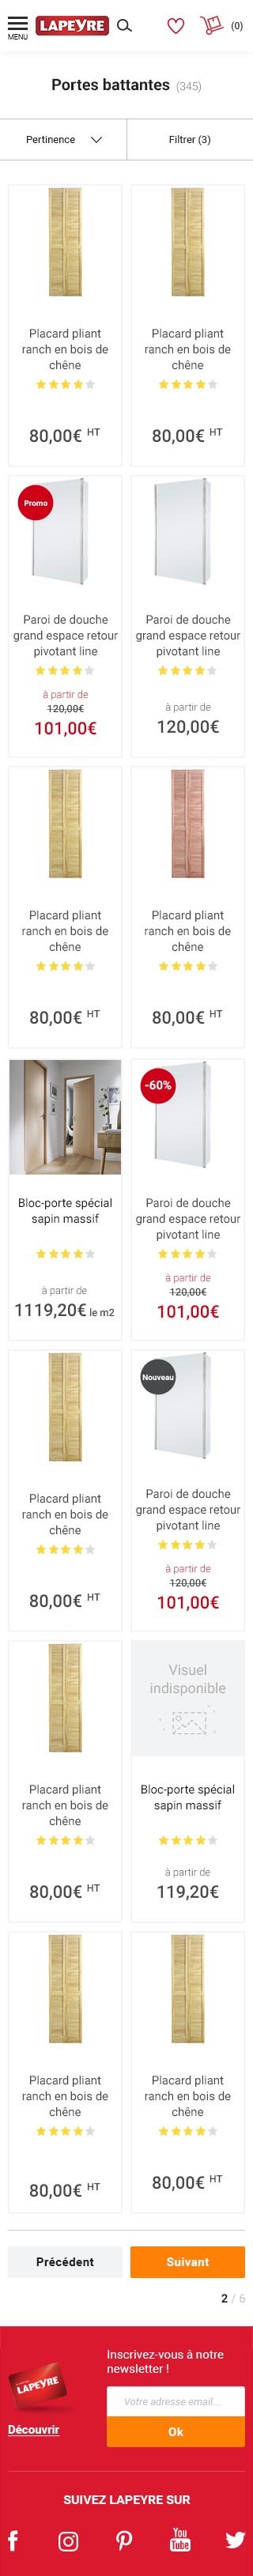 MENU
LAPEYRE
(0)
Portes battantes (345)
Pertinence
Filtrer (3)
Placard pliant
ranch en bois de
chêne
80,00€ HT
Placard pliant
ranch en bois de
chêne
80,00€ HT
Promo
Paroi de douche
grand espace retour
pivotant line
à partir de
120,00€
101,00€
Paroi de douche
grand espace retour
pivotant line
à partir de
120,00€
Placard pliant
ranch en bois de
chêne
80,00€ HT
Placard pliant
ranch en bois de
chêne
80,00€ HT
Bloc-porte spécial
sapin massif
à partir de
1119,20€ le m2
-60%
Paroi de douche
grand espace retour
pivotant line
à partir de
120,00€
101,00€
Placard pliant
ranch en bois de
chêne
80,00€ HT
Nouveau
Paroi de douche
grand espace retour
pivotant line
à partir de
120,00€
101,00€
Placard pliant
ranch en bois de
chêne
80,00€ HT
Visuel
indisponible
Bloc-porte spécial
sapin massif
à partir de
119,20€
Placard pliant
ranch en bois de
chêne
80,00€ HT
Placard pliant
ranch en bois de
chêne
80,00€ HT
Précédent
Suivant
2 / 6
LAPEYRE
Découvrir
Inscrivez-vous à notre
newsletter !
Votre adresse email...
Ok
SUIVEZ LAPEYRE SUR
You
Tube